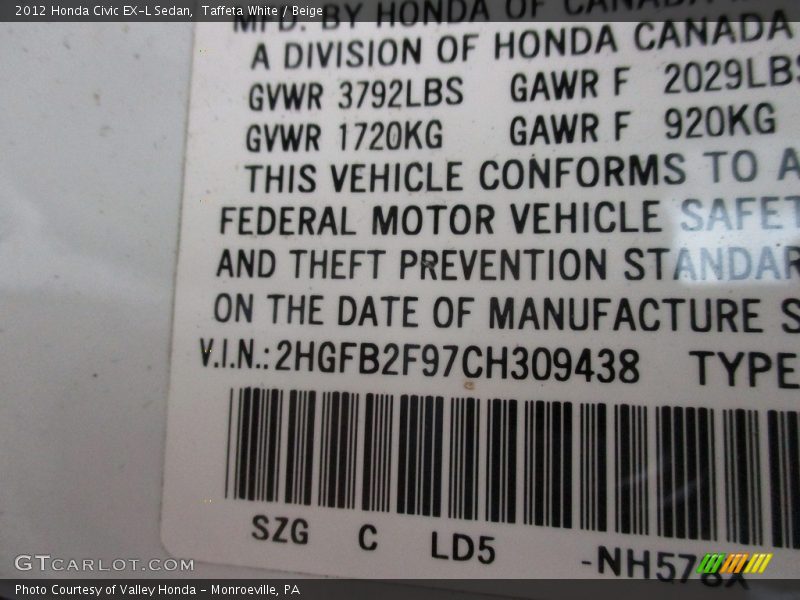 2012 Honda Civic EX-L Sedan, Taffeta White / Beige
MFD. BY HONDA OF CANADA
A DIVISION OF HONDA CANADA
GVWR 3792LBS GAWR F 2029LBS
GVWR 1720KG GAWR F 920KG
THIS VEHICLE CONFORMS TO A
FEDERAL MOTOR VEHICLE SAFET
AND THEFT PREVENTION STANDAR
ON THE DATE OF MANUFACTURE S
V.I.N.: 2HGFB2F97CH309438 TYPE
SZG C LD5 -NH578X
GTCARLOT.COM
Photo Courtesy of Valley Honda - Monroeville, PA